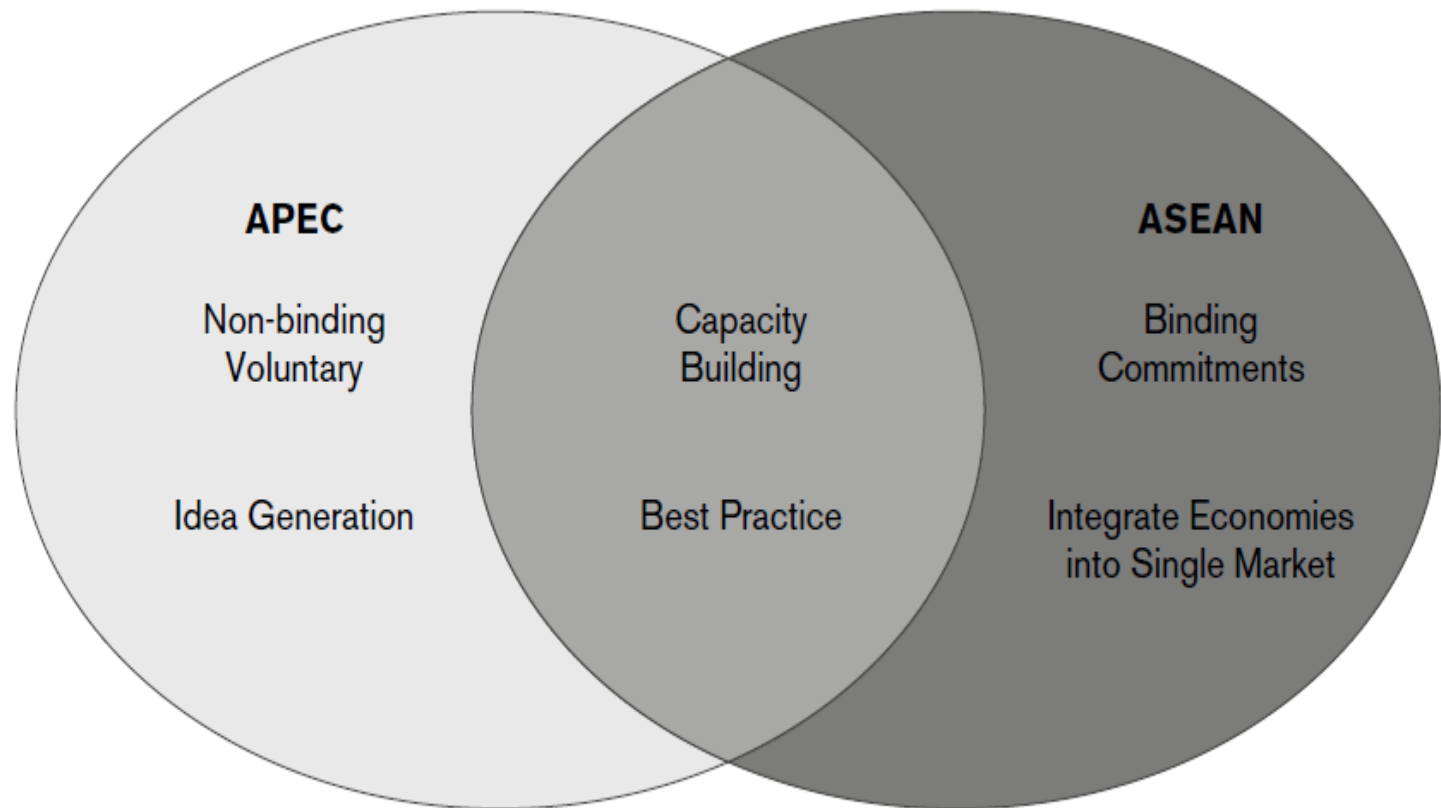 APEC
Non-binding
Voluntary
Idea Generation
Capacity
Building
Best Practice
ASEAN
Binding
Commitments
Integrate Economies
into Single Market